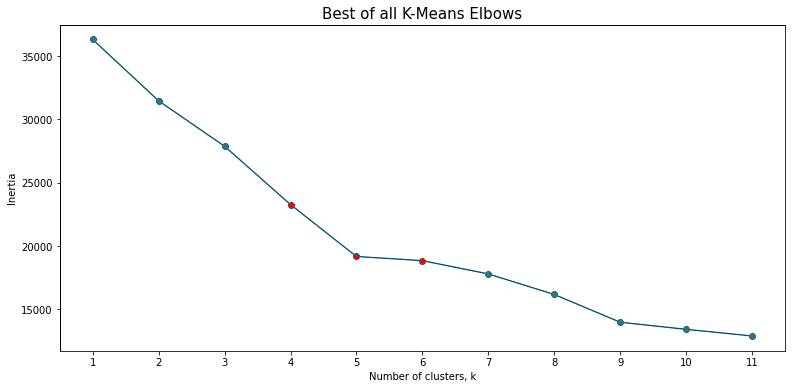 Best of all K-Means Elbows
Inertia
35000
30000
25000
20000
15000
1 2 3 4 5 6 7 8 9 10 11
Number of clusters, k